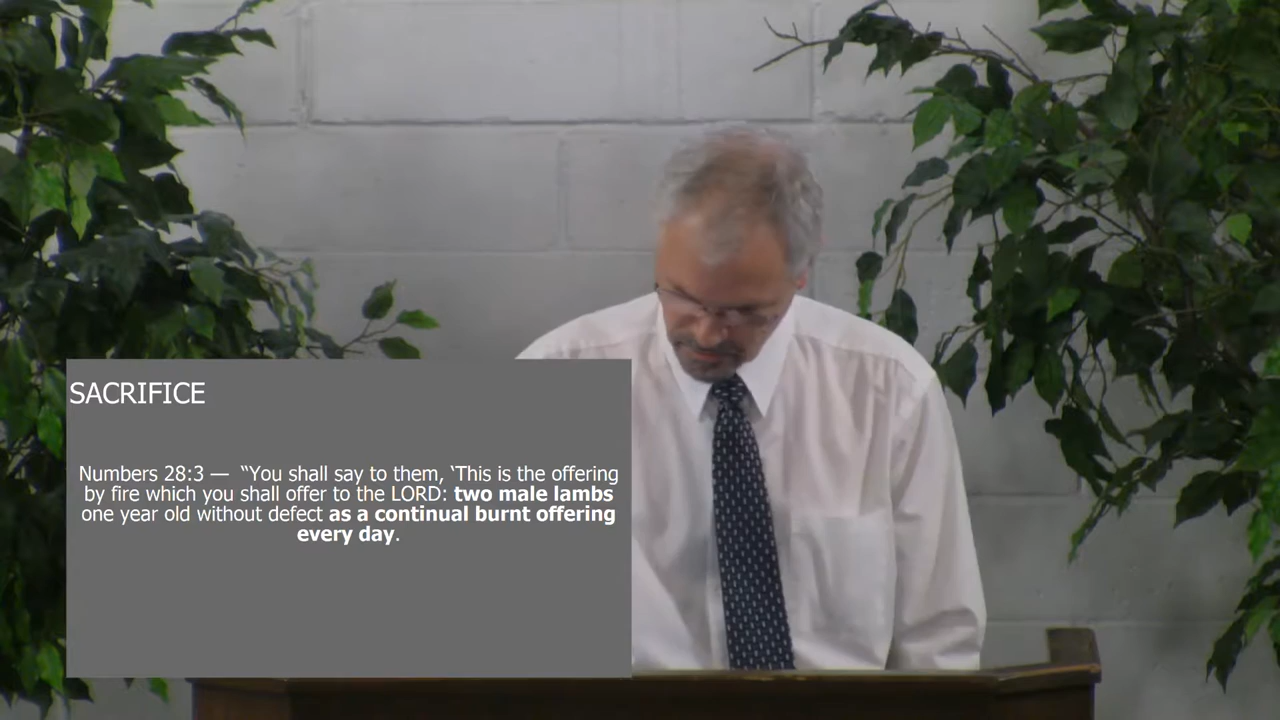 SACRIFICE
Numbers 28:3 — “You shall say to them, ‘This is the offering
by fire which you shall offer to the LORD: two male lambs
one year old without defect as a continual burnt offering
every day.